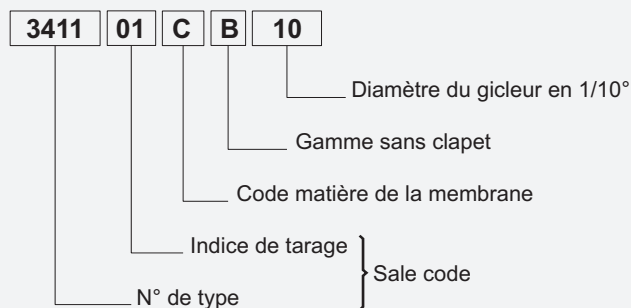 3411 01 C B 10
Diamètre du gicleur en 1/10°
Gamme sans clapet
Code matière de la membrane
Indice de tarage
Sale code
N° de type